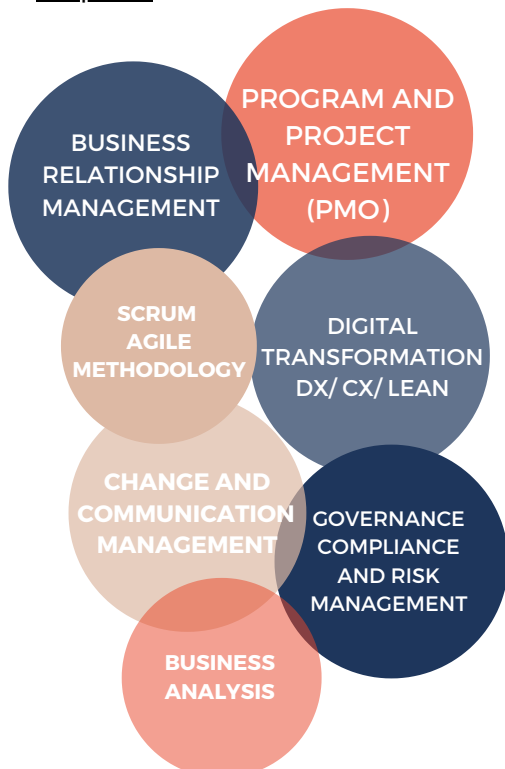 BUSINESS
RELATIONSHIP
MANAGEMENT
PROGRAM AND
PROJECT
MANAGEMENT
(PMO)
SCRUM
AGILE
METHODOLOGY
DIGITAL
TRANSFORMATION
DX/ CX/ LEAN
CHANGE AND
COMMUNICATION
MANAGEMENT
GOVERNANCE
COMPLIANCE
AND RISK
MANAGEMENT
BUSINESS
ANALYSIS